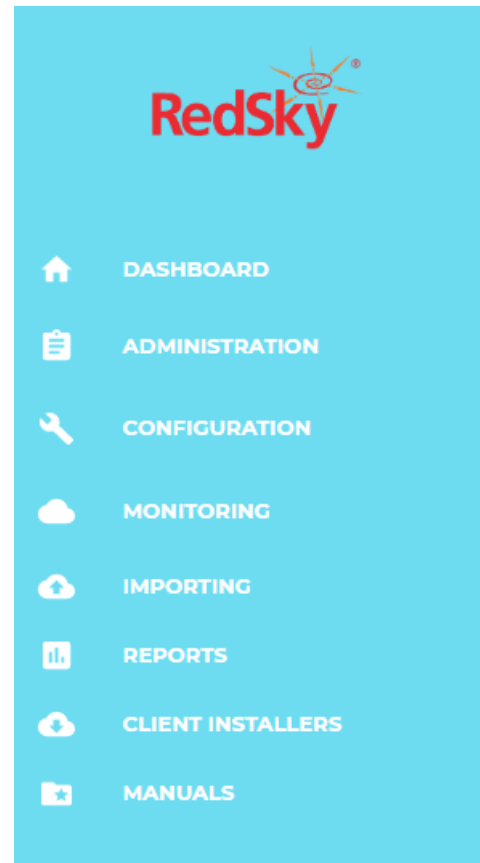 RedSky®
DASHBOARD
ADMINISTRATION
CONFIGURATION
MONITORING
IMPORTING
REPORTS
CLIENT INSTALLERS
MANUALS